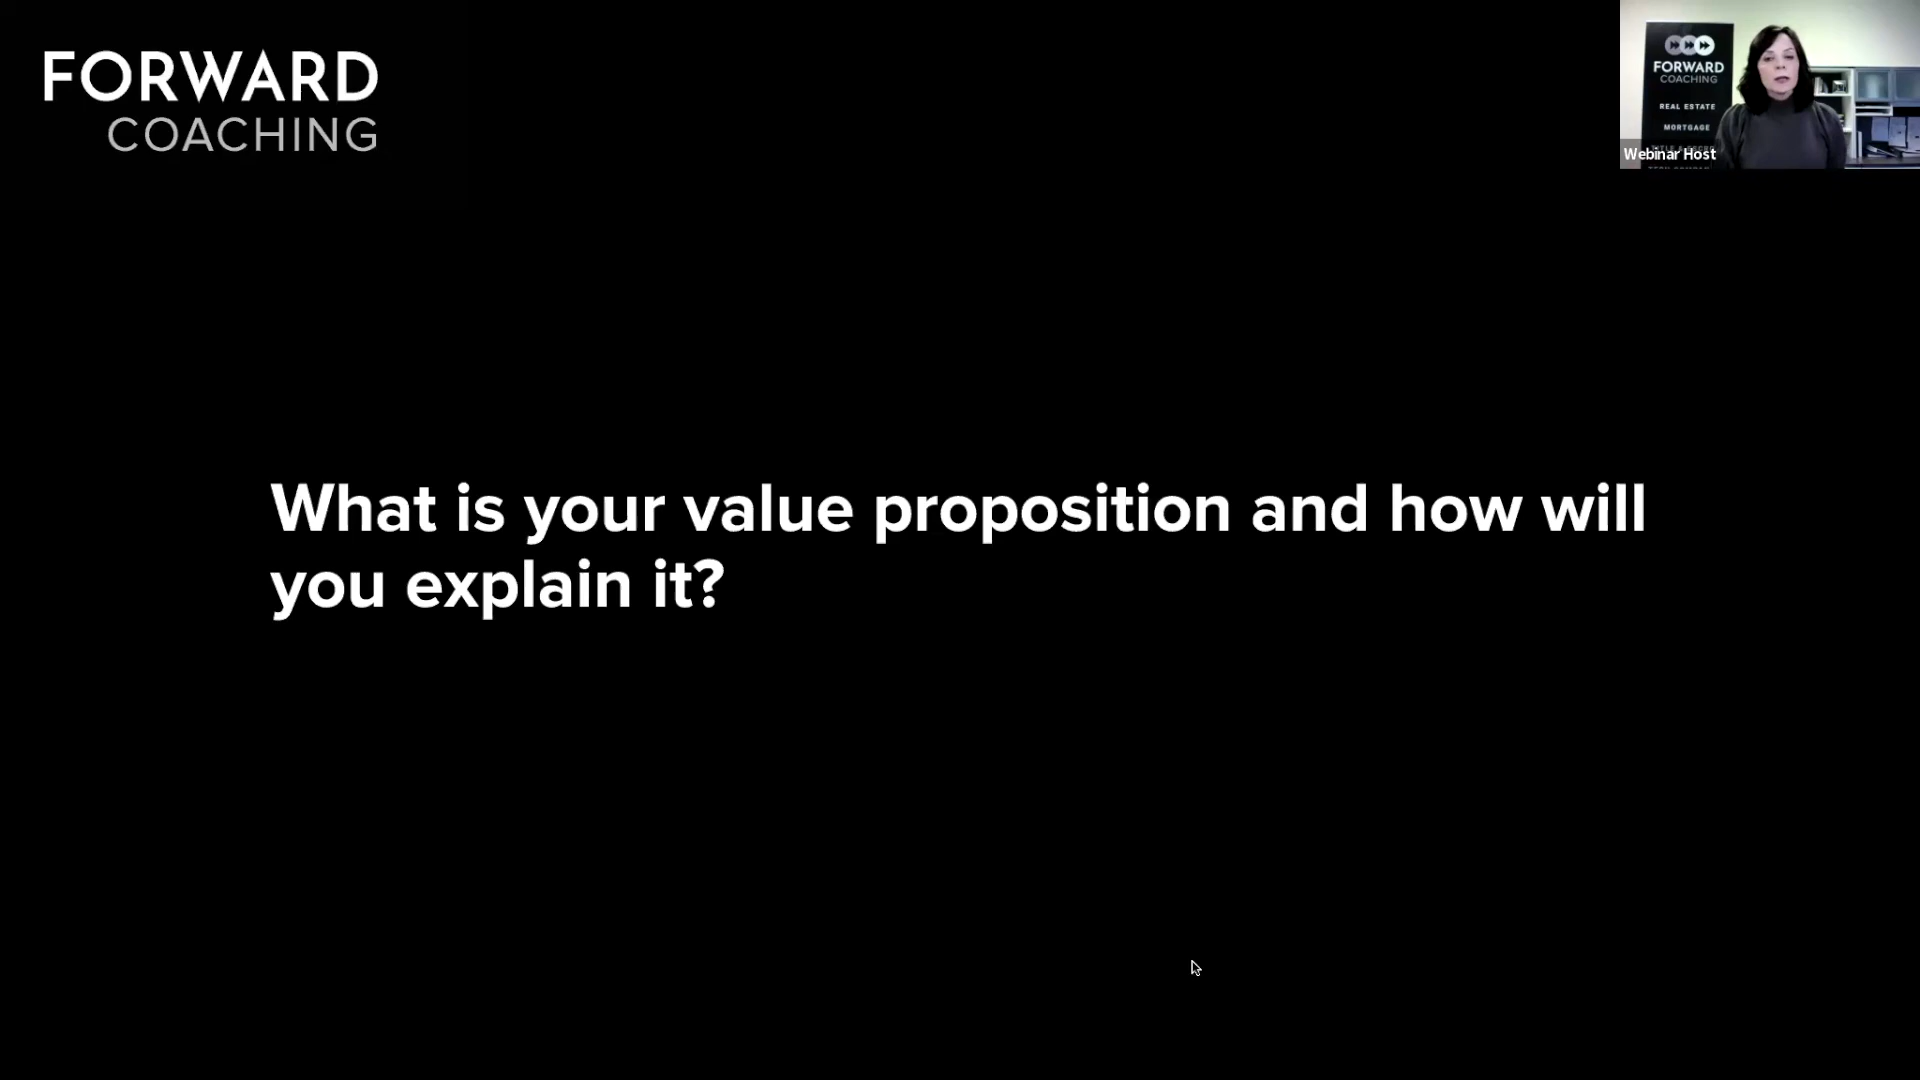 FORWARD
COACHING
FORWARD
COACHING
REAL ESTATE
MORTGAGE
Webinar Host
What is your value proposition and how will
you explain it?